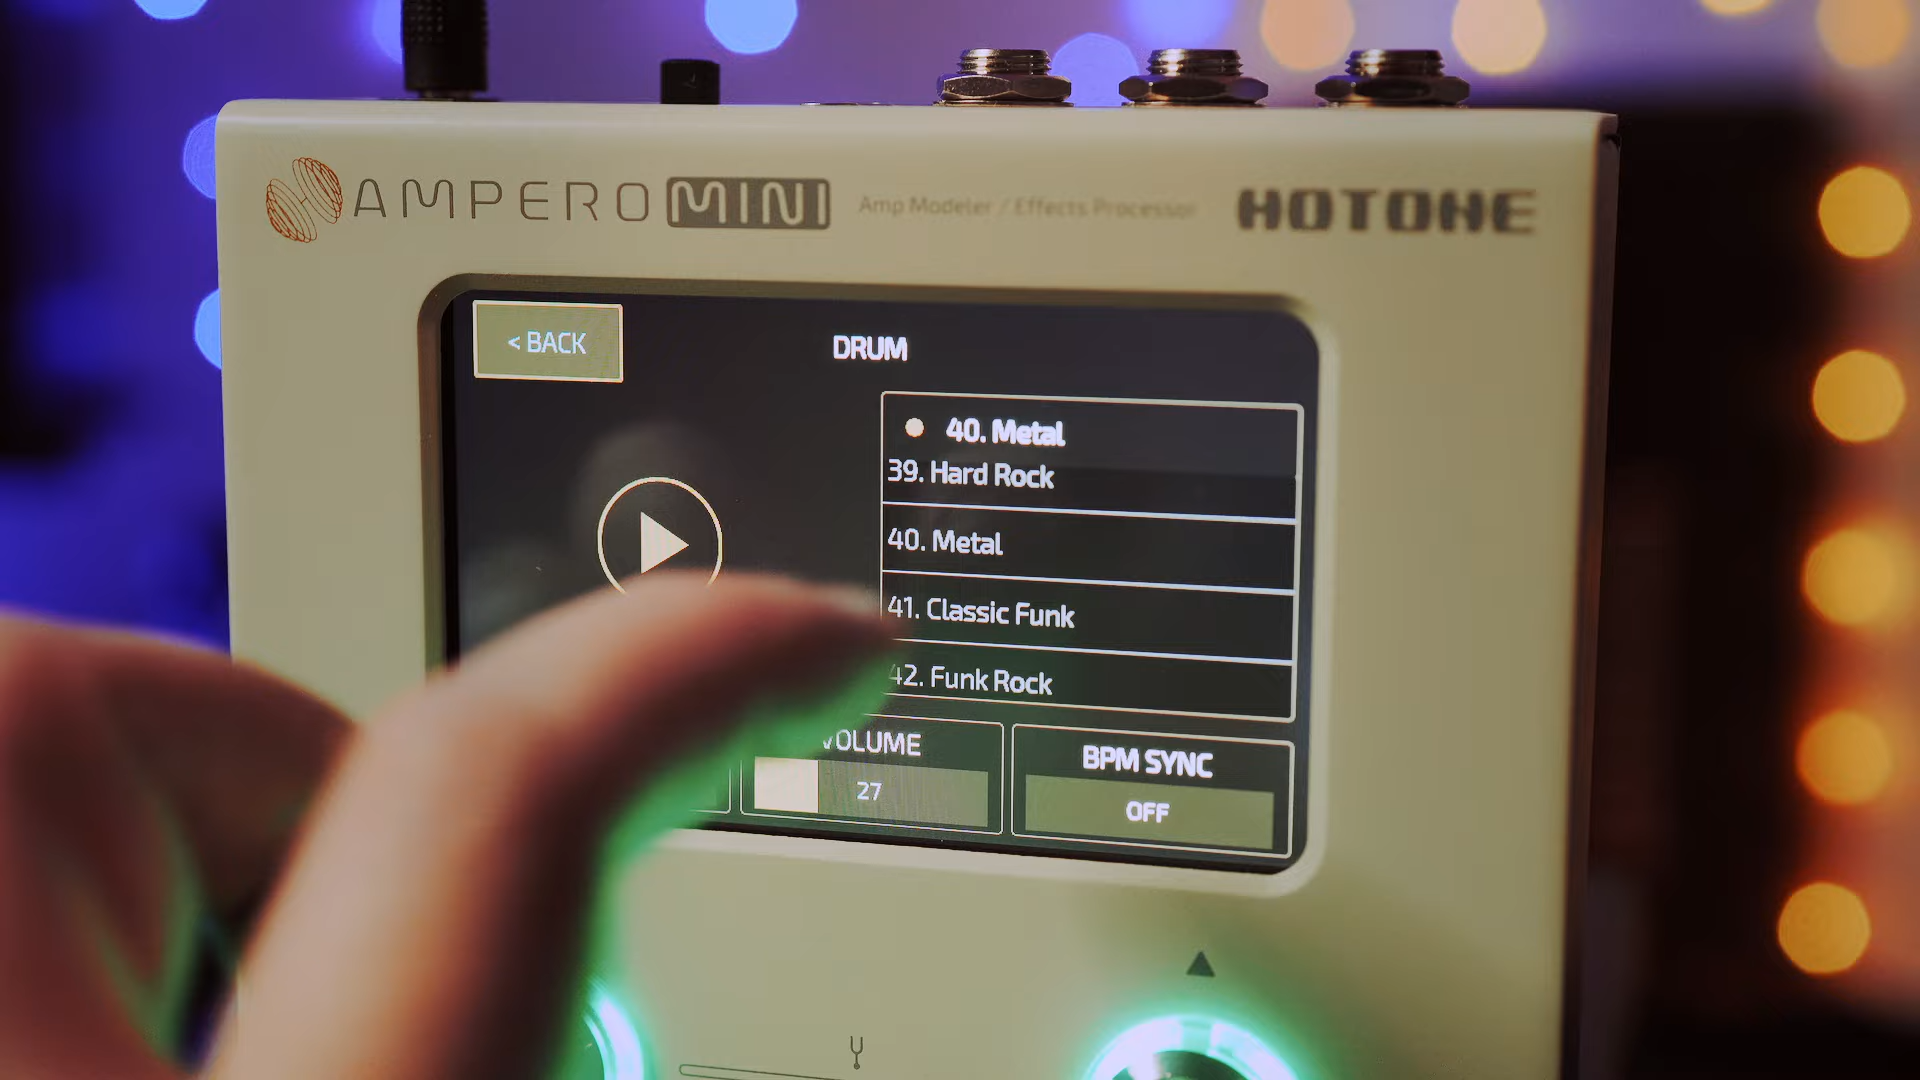 AMPERO MINI Amp Modeler / Effects Processor HOTONE
< BACK
DRUM
40. Metal
39. Hard Rock
40. Metal
41. Classic Funk
42. Funk Rock
VOLUME
27
BPM SYNC
OFF